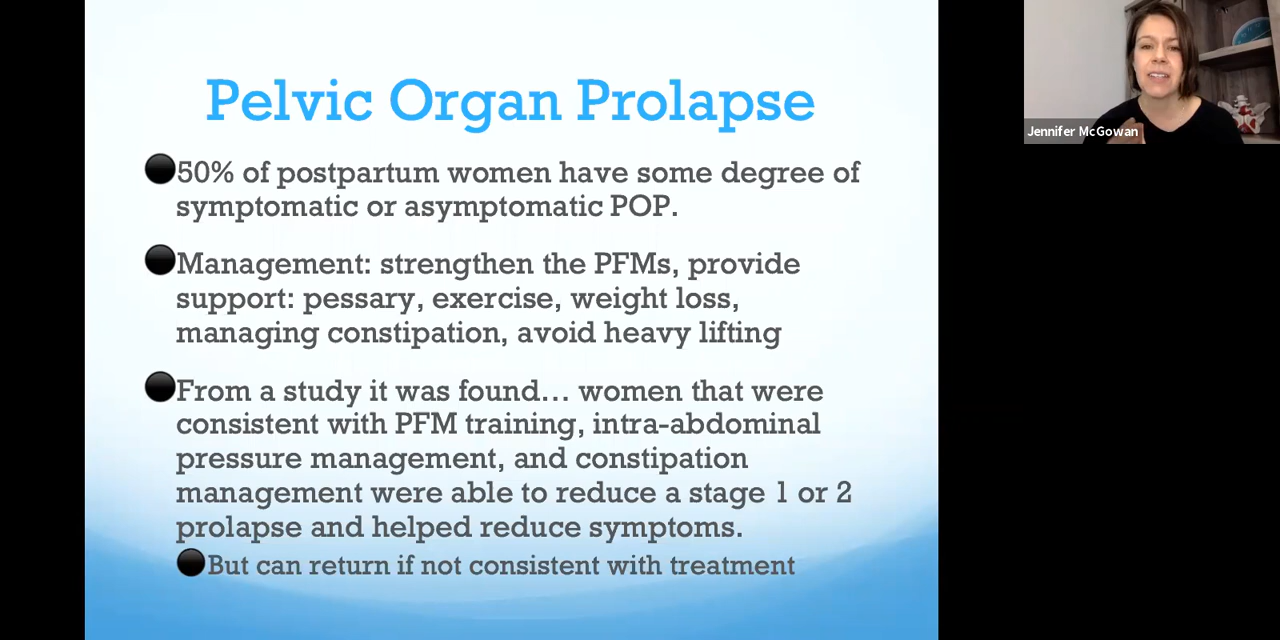 Pelvic Organ Prolapse
50% of postpartum women have some degree of
symptomatic or asymptomatic POP.
Management: strengthen the PFMs, provide
support: pessary, exercise, weight loss,
managing constipation, avoid heavy lifting
From a study it was found... women that were
consistent with PFM training, intra-abdominal
pressure management, and constipation
management were able to reduce a stage 1 or 2
prolapse and helped reduce symptoms.
But can return if not consistent with treatment
Jennifer McGowan